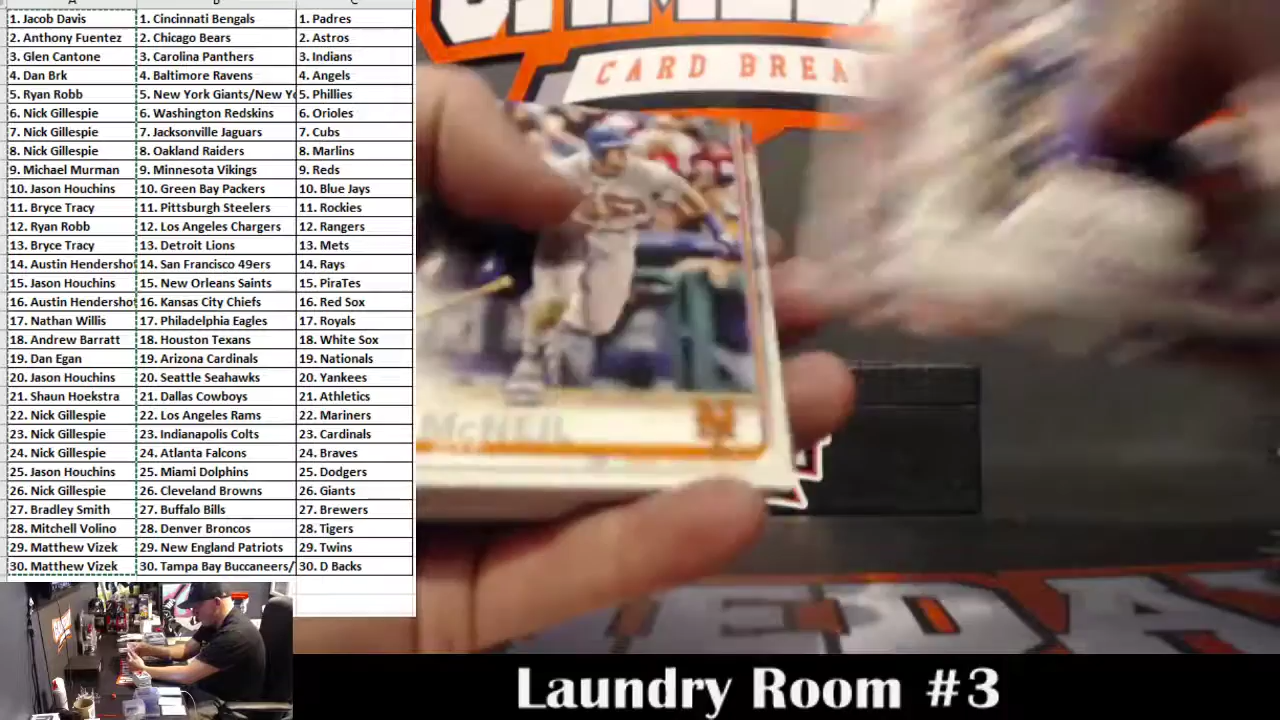 A B C
1. Jacob Davis 1. Cincinnati Bengals 1. Padres
2. Anthony Fuentez 2. Chicago Bears 2. Astros
3. Glen Cantone 3. Carolina Panthers 3. Indians
4. Dan Brk 4. Baltimore Ravens 4. Angels
5. Ryan Robb 5. New York Giants/New Yo 5. Phillies
6. Nick Gillespie 6. Washington Redskins 6. Orioles
7. Nick Gillespie 7. Jacksonville Jaguars 7. Cubs
8. Nick Gillespie 8. Oakland Raiders 8. Marlins
9. Michael Murman 9. Minnesota Vikings 9. Reds
10. Jason Houchins 10. Green Bay Packers 10. Blue Jays
11. Bryce Tracy 11. Pittsburgh Steelers 11. Rockies
12. Ryan Robb 12. Los Angeles Chargers 12. Rangers
13. Bryce Tracy 13. Detroit Lions 13. Mets
14. Austin Hendersho 14. San Francisco 49ers 14. Rays
15. Jason Houchins 15. New Orleans Saints 15. PiraTes
16. Austin Hendersho 16. Kansas City Chiefs 16. Red Sox
17. Nathan Willis 17. Philadelphia Eagles 17. Royals
18. Andrew Barratt 18. Houston Texans 18. White Sox
19. Dan Egan 19. Arizona Cardinals 19. Nationals
20. Jason Houchins 20. Seattle Seahawks 20. Yankees
21. Shaun Hoekstra 21. Dallas Cowboys 21. Athletics
22. Nick Gillespie 22. Los Angeles Rams 22. Mariners
23. Nick Gillespie 23. Indianapolis Colts 23. Cardinals
24. Nick Gillespie 24. Atlanta Falcons 24. Braves
25. Jason Houchins 25. Miami Dolphins 25. Dodgers
26. Nick Gillespie 26. Cleveland Browns 26. Giants
27. Bradley Smith 27. Buffalo Bills 27. Brewers
28. Mitchell Volino 28. Denver Broncos 28. Tigers
29. Matthew Vizek 29. New England Patriots 29. Twins
30. Matthew Vizek 30. Tampa Bay Buccaneers/ 30. D Backs
CARD BREA
McNEIL
Laundry Room #3